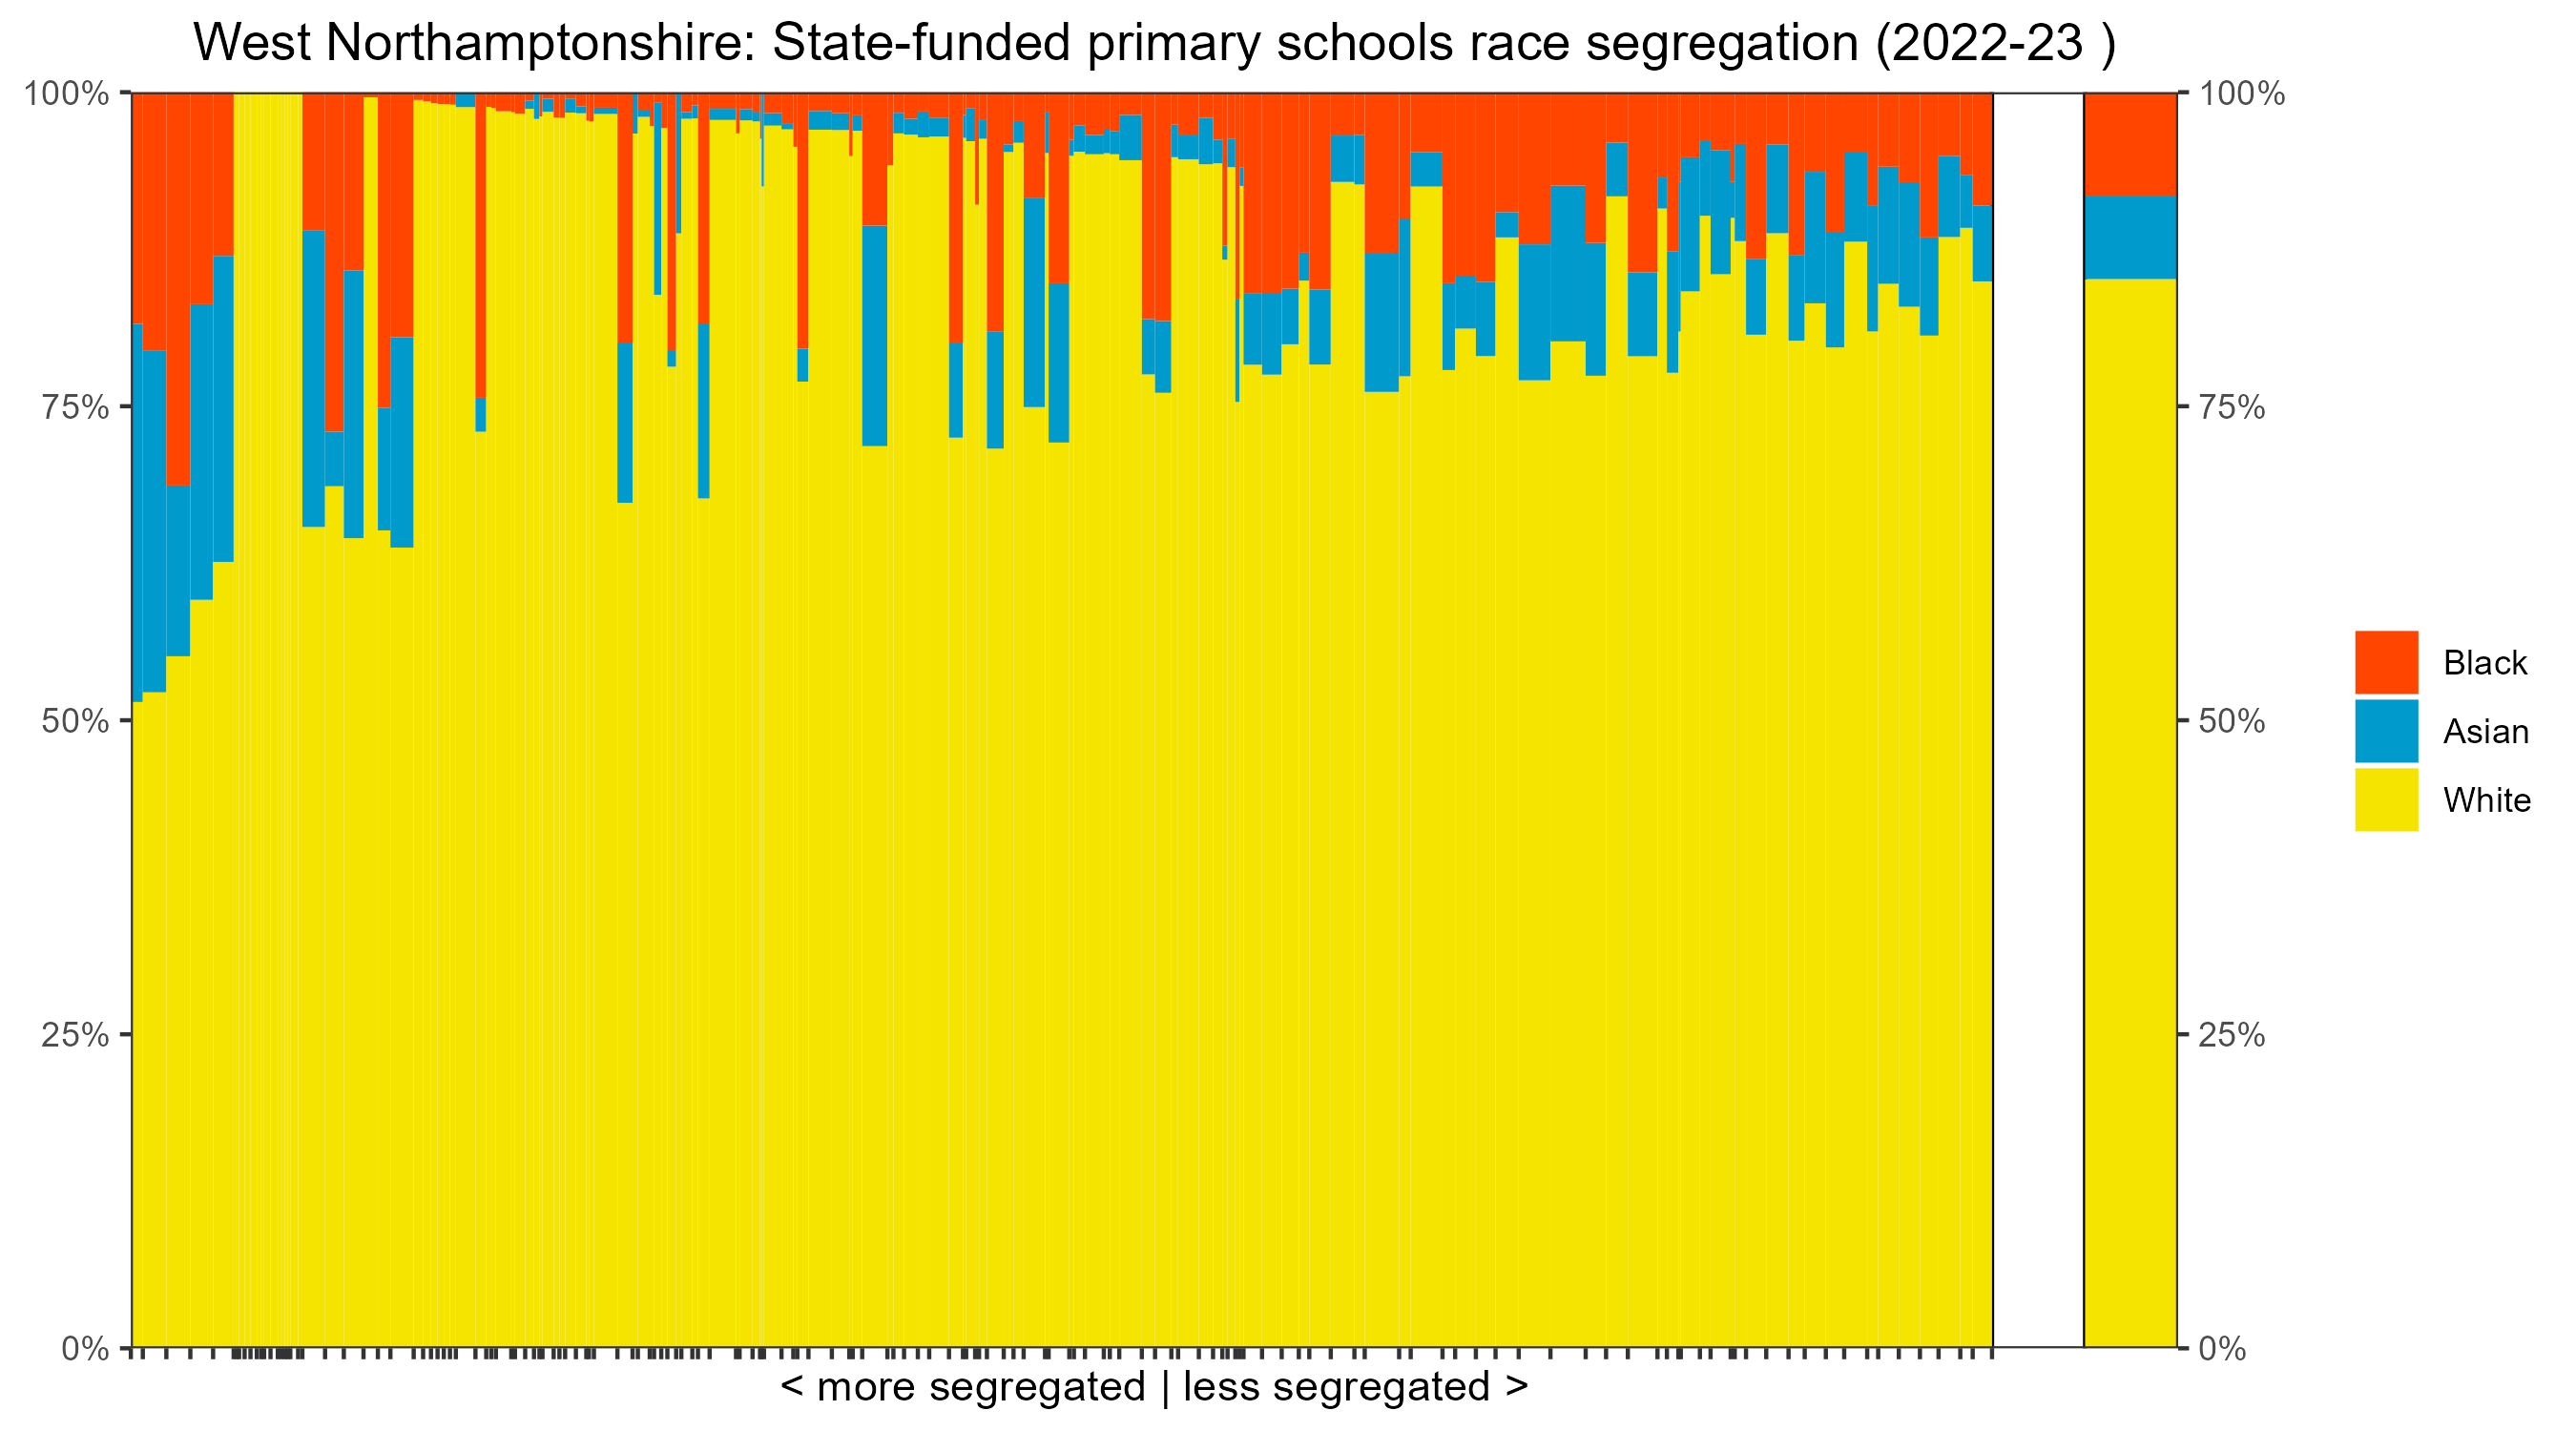 West Northamptonshire: State-funded primary schools race segregation (2022-23 )
100%
75%
50%
25%
0%
100%
75%
50%
25%
0%
Black
Asian
White
< more segregated | less segregated >